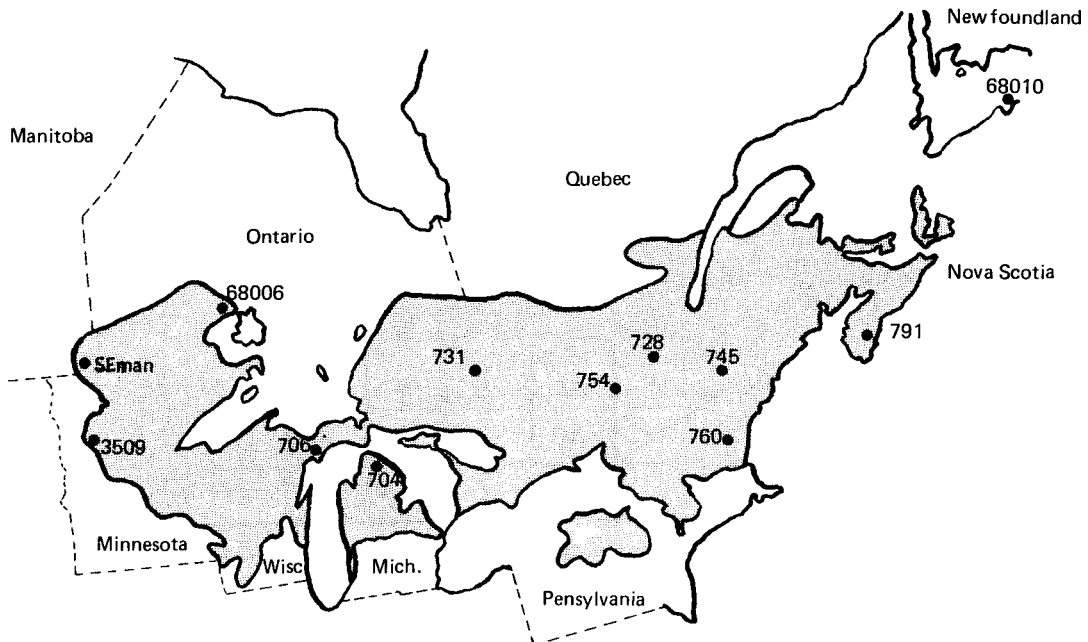 Newfoundland
68010
Manitoba
Quebec
Ontario
Nova Scotia
68006
791
728
731
745
SEman
754
3509
706
760
704
Minnesota
Wisc
Mich.
Pensylvania